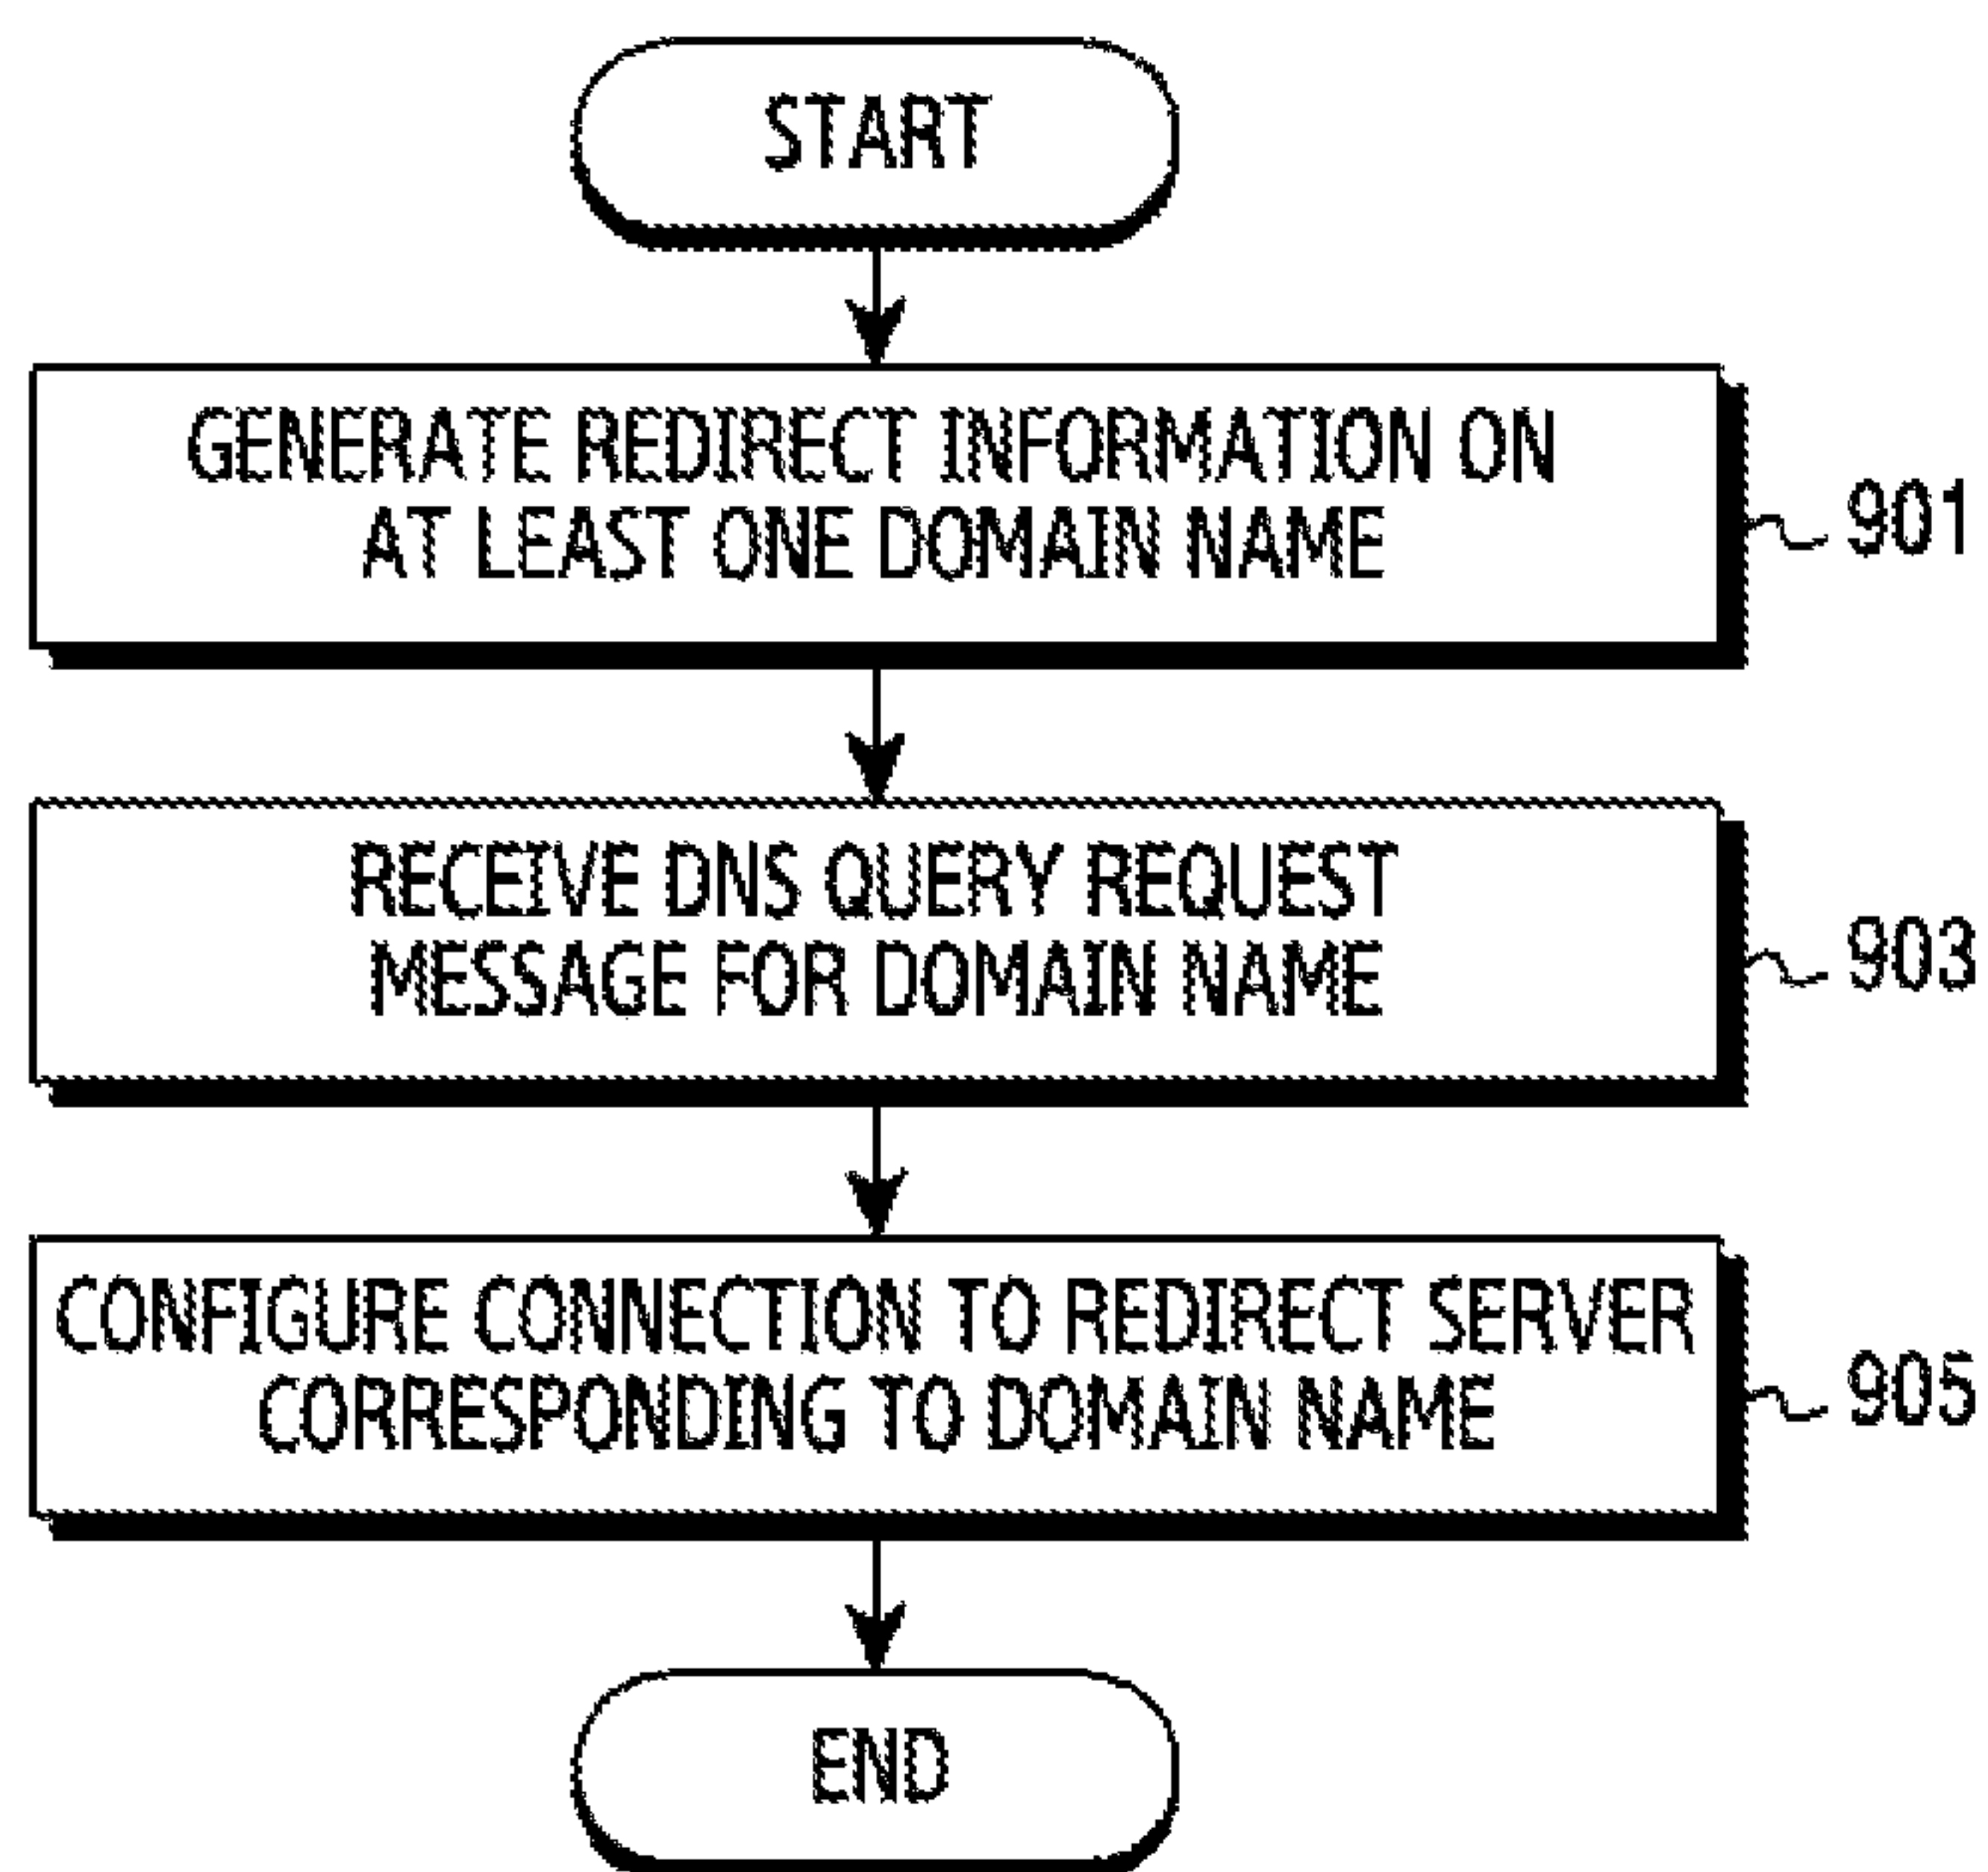 START
GENERATE REDIRECT INFORMATION ON
AT LEAST ONE DOMAIN NAME
901
RECEIVE DNS QUERY REQUEST
MESSAGE FOR DOMAIN NAME
903
CONFIGURE CONNECTION TO REDIRECT SERVER
CORRESPONDING TO DOMAIN NAME
905
END